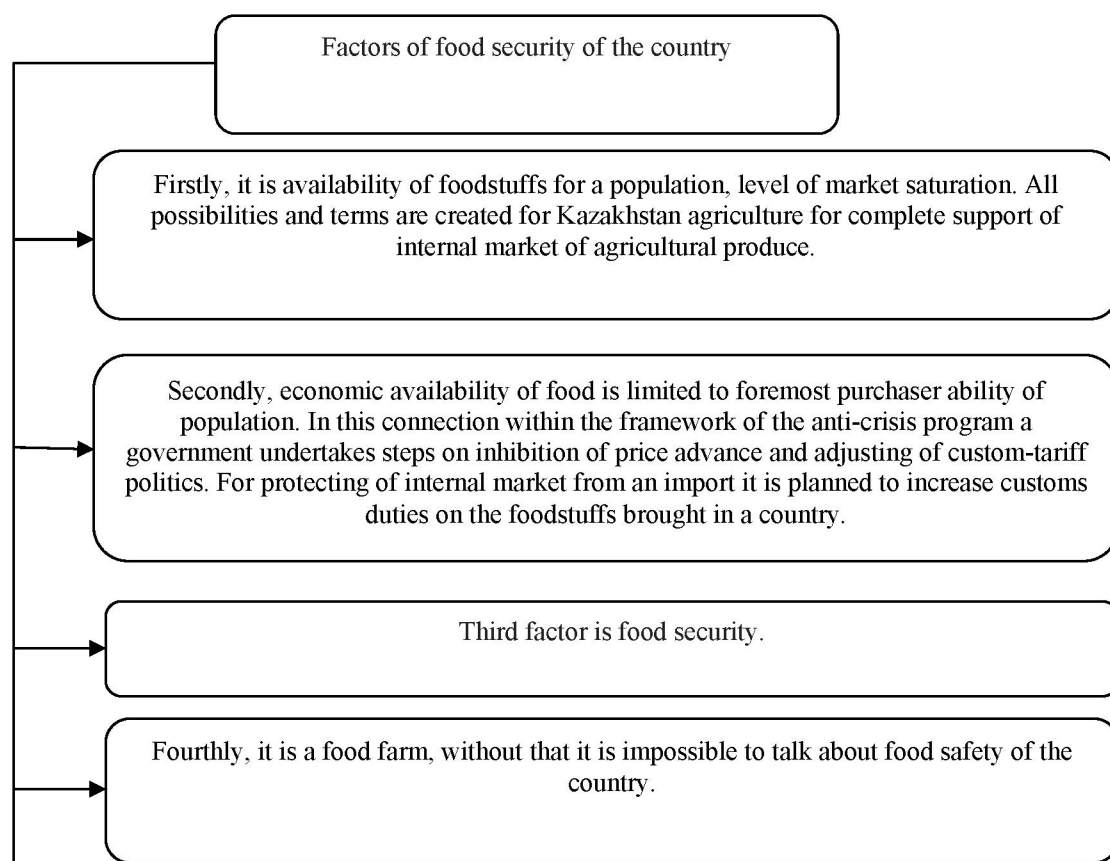 Factors of food security of the country
Firstly, it is availability of foodstuffs for a population, level of market saturation. All
possibilities and terms are created for Kazakhstan agriculture for complete support of
internal market of agricultural produce.
Secondly, economic availability of food is limited to foremost purchaser ability of
population. In this connection within the framework of the anti-crisis program a
government undertakes steps on inhibition of price advance and adjusting of custom-tariff
politics. For protecting of internal market from an import it is planned to increase customs
duties on the foodstuffs brought in a country.
Third factor is food security.
Fourthly, it is a food farm, without that it is impossible to talk about food safety of the
country.